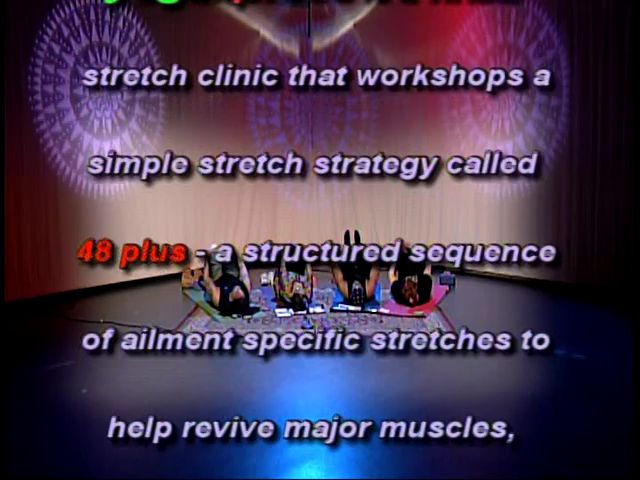 stretch clinic that workshops a
simple stretch strategy called
48 plus - a structured sequence
of ailment specific stretches to
help revive major muscles,